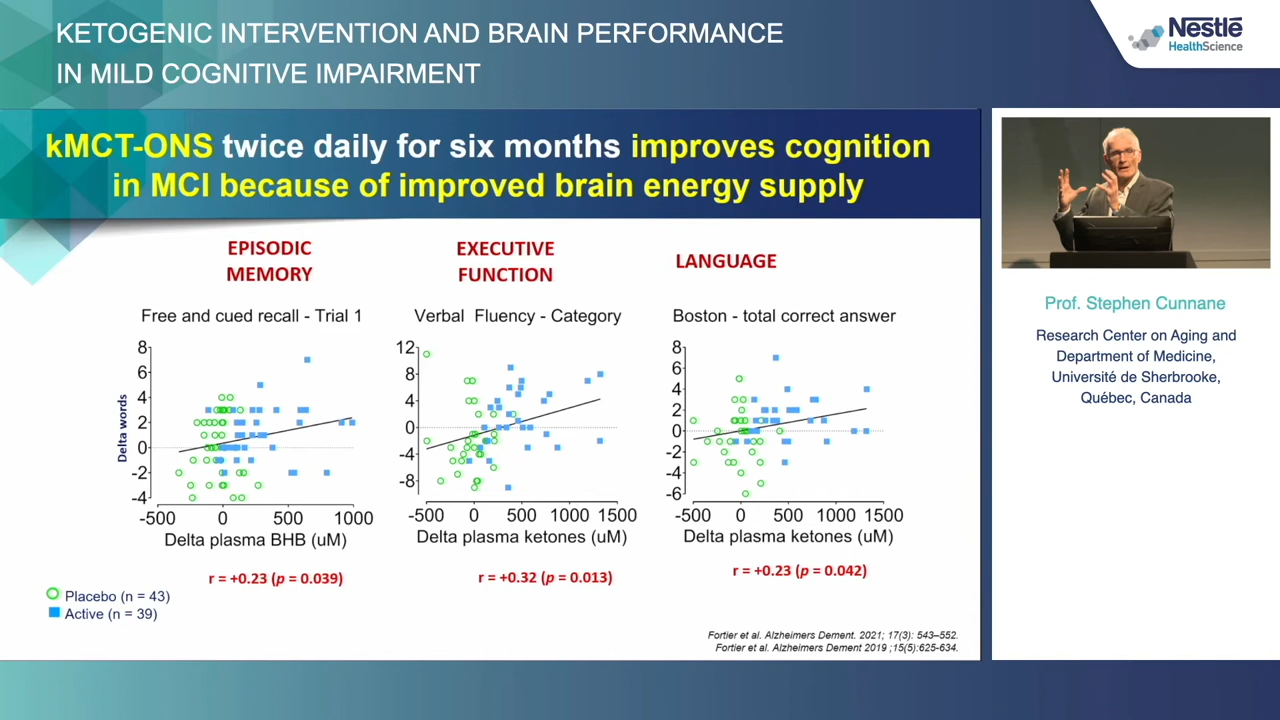 KETOGENIC INTERVENTION AND BRAIN PERFORMANCE
IN MILD COGNITIVE IMPAIRMENT
Nestlé
HealthScience
kMCT-ONS twice daily for six months improves cognition
in MCI because of improved brain energy supply
EPISODIC
MEMORY
EXECUTIVE
FUNCTION
LANGUAGE
Free and cued recall - Trial 1
Verbal Fluency - Category
Boston - total correct answer
Delta words
8
6
4
2
0
-2
-4
-500 0 500 1000
Delta plasma BHB (uM)
12
8
4
0
-4
-8
-500 0 500 1000 1500
Delta plasma ketones (uM)
8
6
4
2
0
-2
-4
-6
-500 0 500 1000 1500
Delta plasma ketones (uM)
r = +0.23 (p = 0.039)
r = +0.32 (p = 0.013)
r = +0.23 (p = 0.042)
Placebo (n = 43)
Active (n = 39)
Fortier et al. Alzheimers Dement. 2021; 17(3): 543–552.
Fortier et al. Alzheimers Dement 2019 ;15(5):625-634.
Prof. Stephen Cunnane
Research Center on Aging and
Department of Medicine,
Université de Sherbrooke,
Québec, Canada